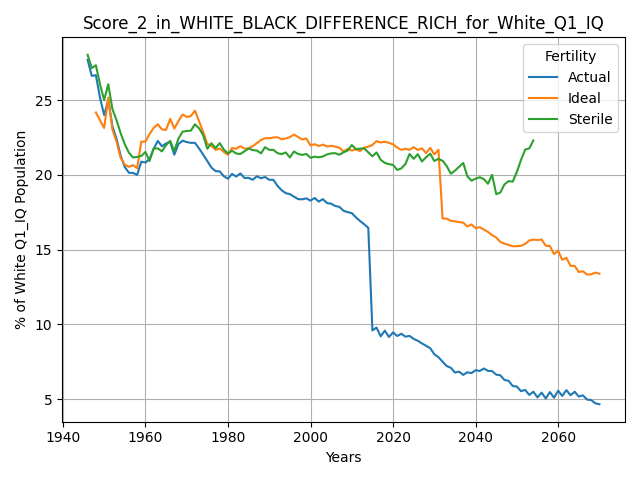 Score_2_in_WHITE_BLACK_DIFFERENCE_RICH_for_White_Q1_IQ
Fertility
Actual
Ideal
Sterile
% of White Q1_IQ Population
25
20
15
10
5
1940
1960
1980
2000
2020
2040
2060
Years